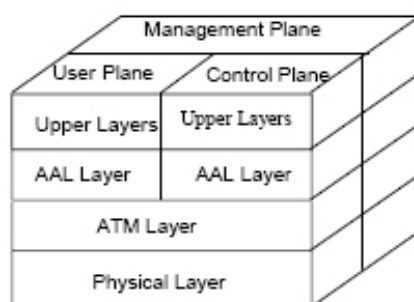 Management Plane
User Plane
Control Plane
Upper Layers
Upper Layers
AAL Layer
AAL Layer
ATM Layer
Physical Layer